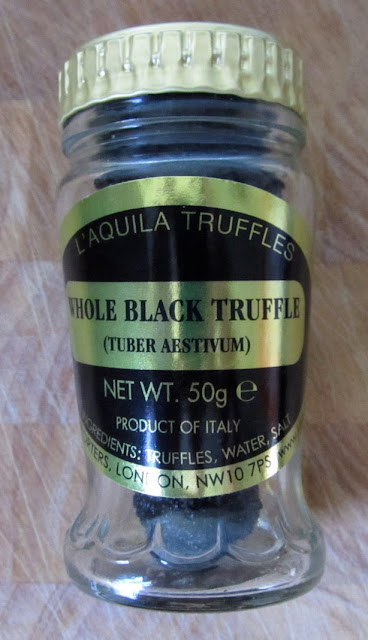 L'AQUILA TRUFFLES
WHOLE BLACK TRUFFLE
(TUBER AESTIVUM)
NET WT. 50g e
PRODUCT OF ITALY
INGREDIENTS: TRUFFLES, WATER, SALT
LONDON, NW10 7PS